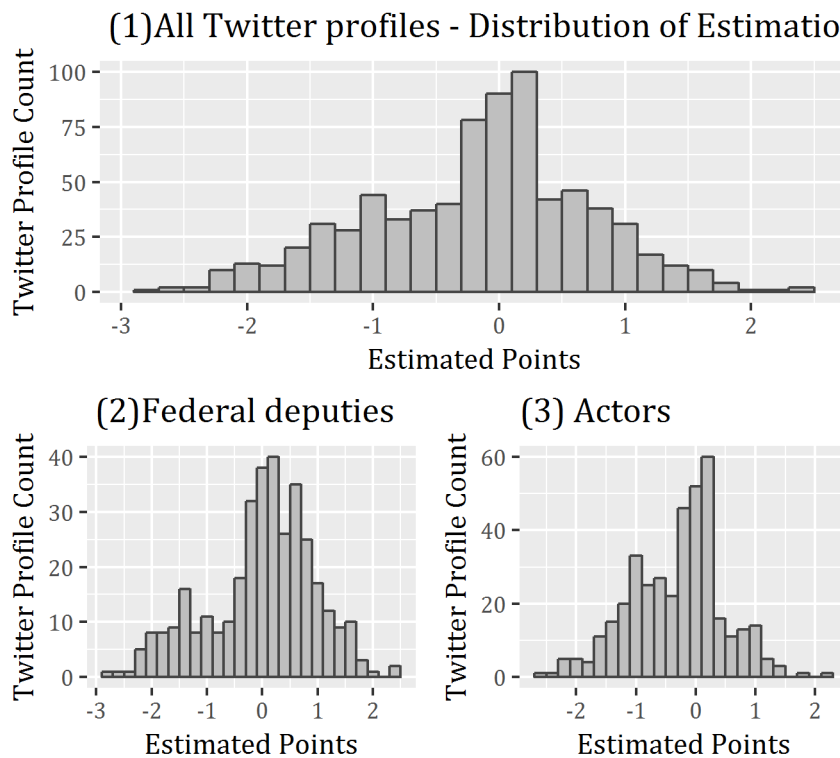 (1)All Twitter profiles - Distribution of Estimatio
Twitter Profile Count
100
75
50
25
0
-3 -2 -1 0 1 2
Estimated Points
(2)Federal deputies
Twitter Profile Count
40
30
20
10
0
-3 -2 -1 0 1 2
Estimated Points
(3) Actors
Twitter Profile Count
60
40
20
0
-2 -1 0 1 2
Estimated Points